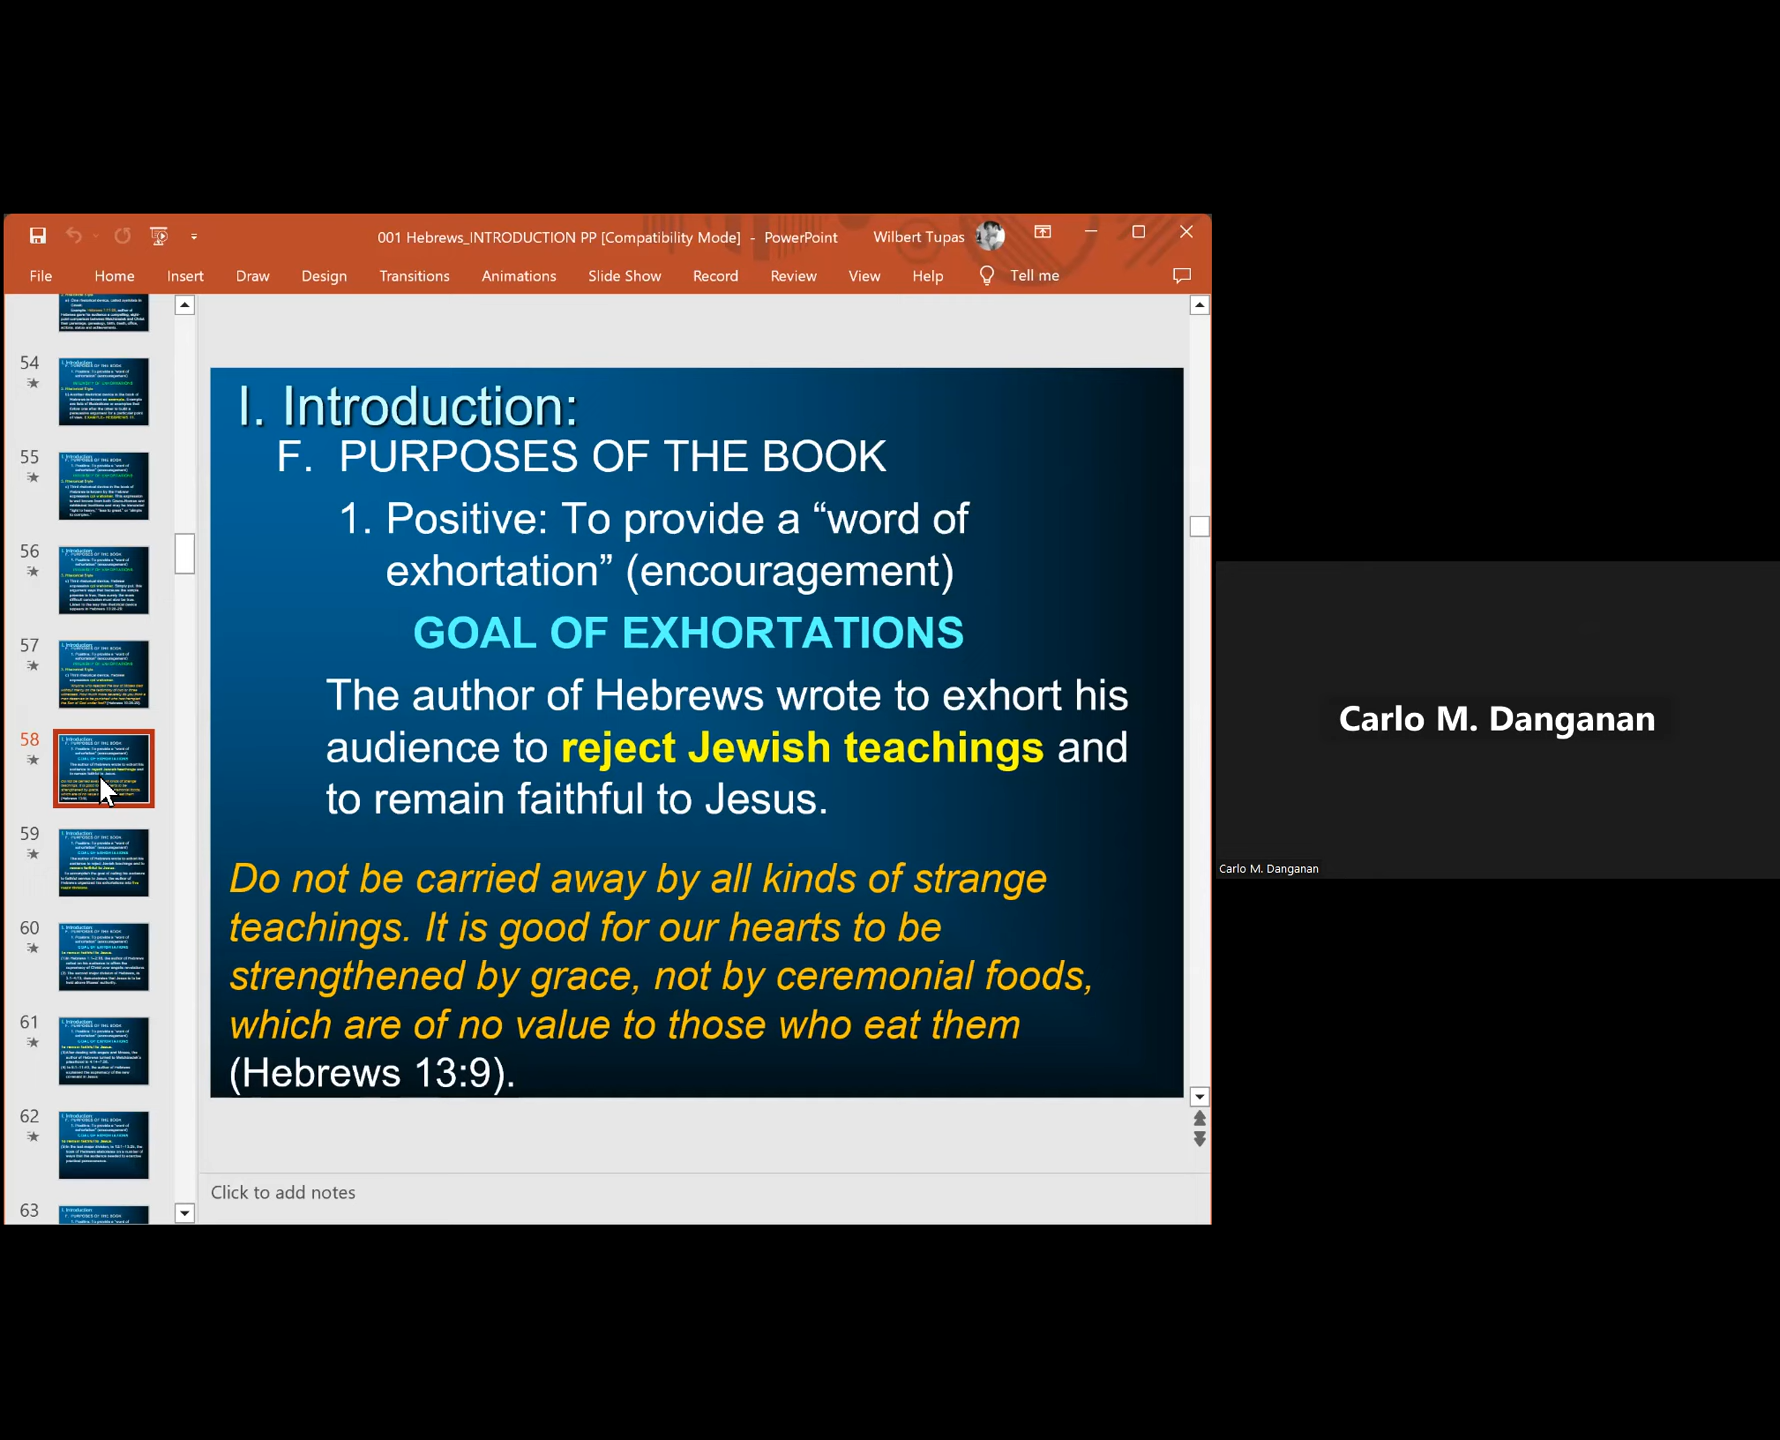 001 Hebrews_INTRODUCTION PP [Compatibility Mode] - PowerPoint
Wilbert Tupas
File Home Insert Draw Design Transitions Animations Slide Show Record Review View Help Tell me
54
55
56
57
58
59
60
61
62
63
I. Introduction:
F. PURPOSES OF THE BOOK
1. Positive: To provide a “word of
exhortation” (encouragement)
GOAL OF EXHORTATIONS
The author of Hebrews wrote to exhort his
audience to reject Jewish teachings and
to remain faithful to Jesus.
Do not be carried away by all kinds of strange
teachings. It is good for our hearts to be
strengthened by grace, not by ceremonial foods,
which are of no value to those who eat them
(Hebrews 13:9).
Click to add notes
Carlo M. Danganan
Carlo M. Danganan